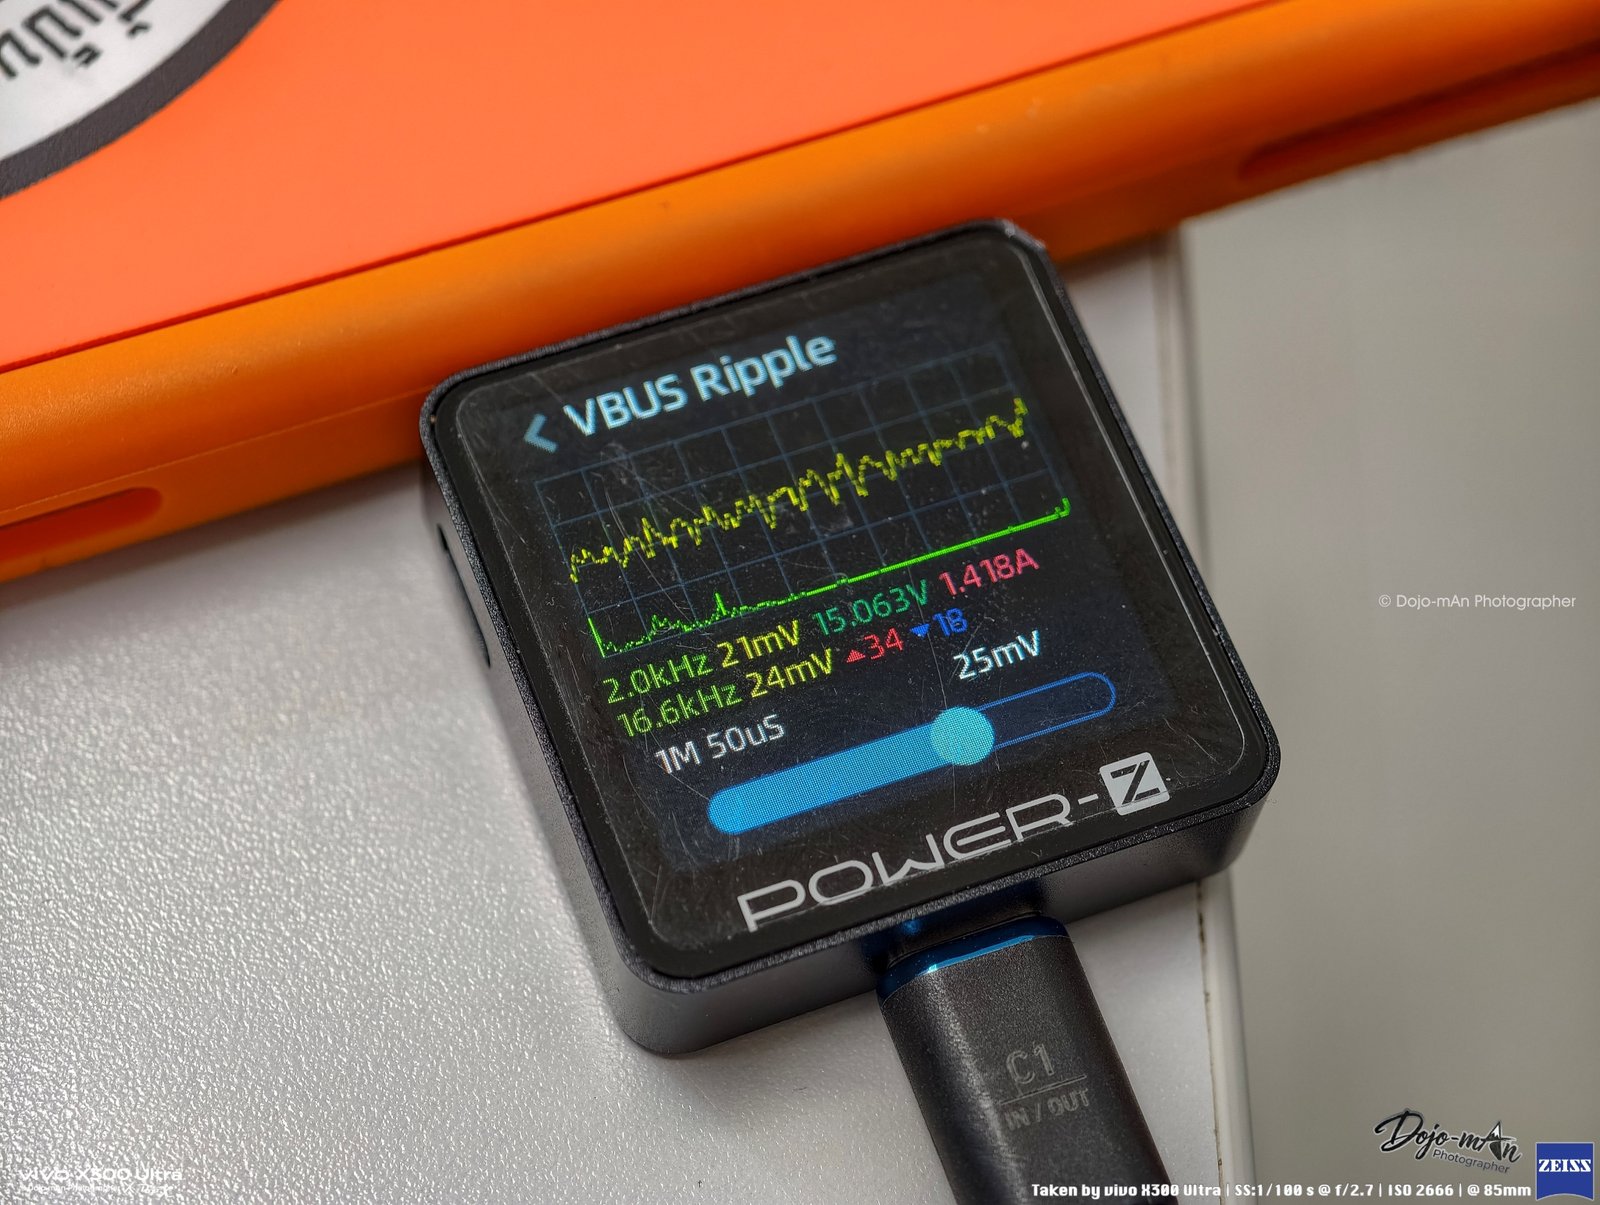 < VBUS Ripple
2.0kHz 21mV 15.063V 1.418A
16.6kHz 24mV ▲34 ▼18
1M 50uS 25mV
POWER-Z
C1
IN / OUT
© Dojo-mAn Photographer
Dojo-mAn
Photographer
ZEISS
vivo X300 Ultra
Taken by vivo X300 Ultra | SS:1/100 s @ f/2.7 | ISO 2666 | @ 85mm